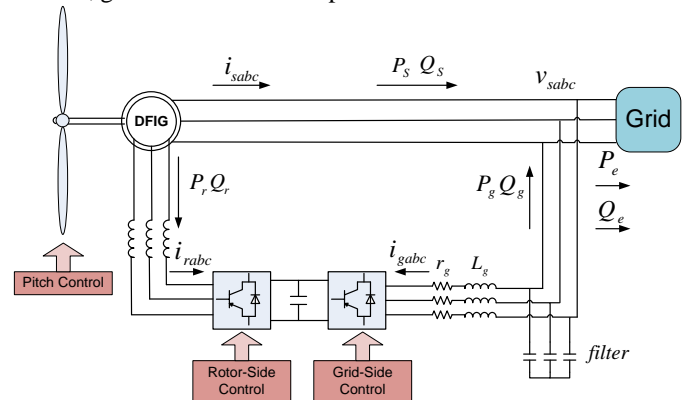 i_sabc
P_S Q_S
v_sabc
DFIG
Grid
P_r Q_r
P_g Q_g
P_e
Q_e
i_rabc
i_gabc
r_g
L_g
Pitch Control
filter
Rotor-Side
Control
Grid-Side
Control